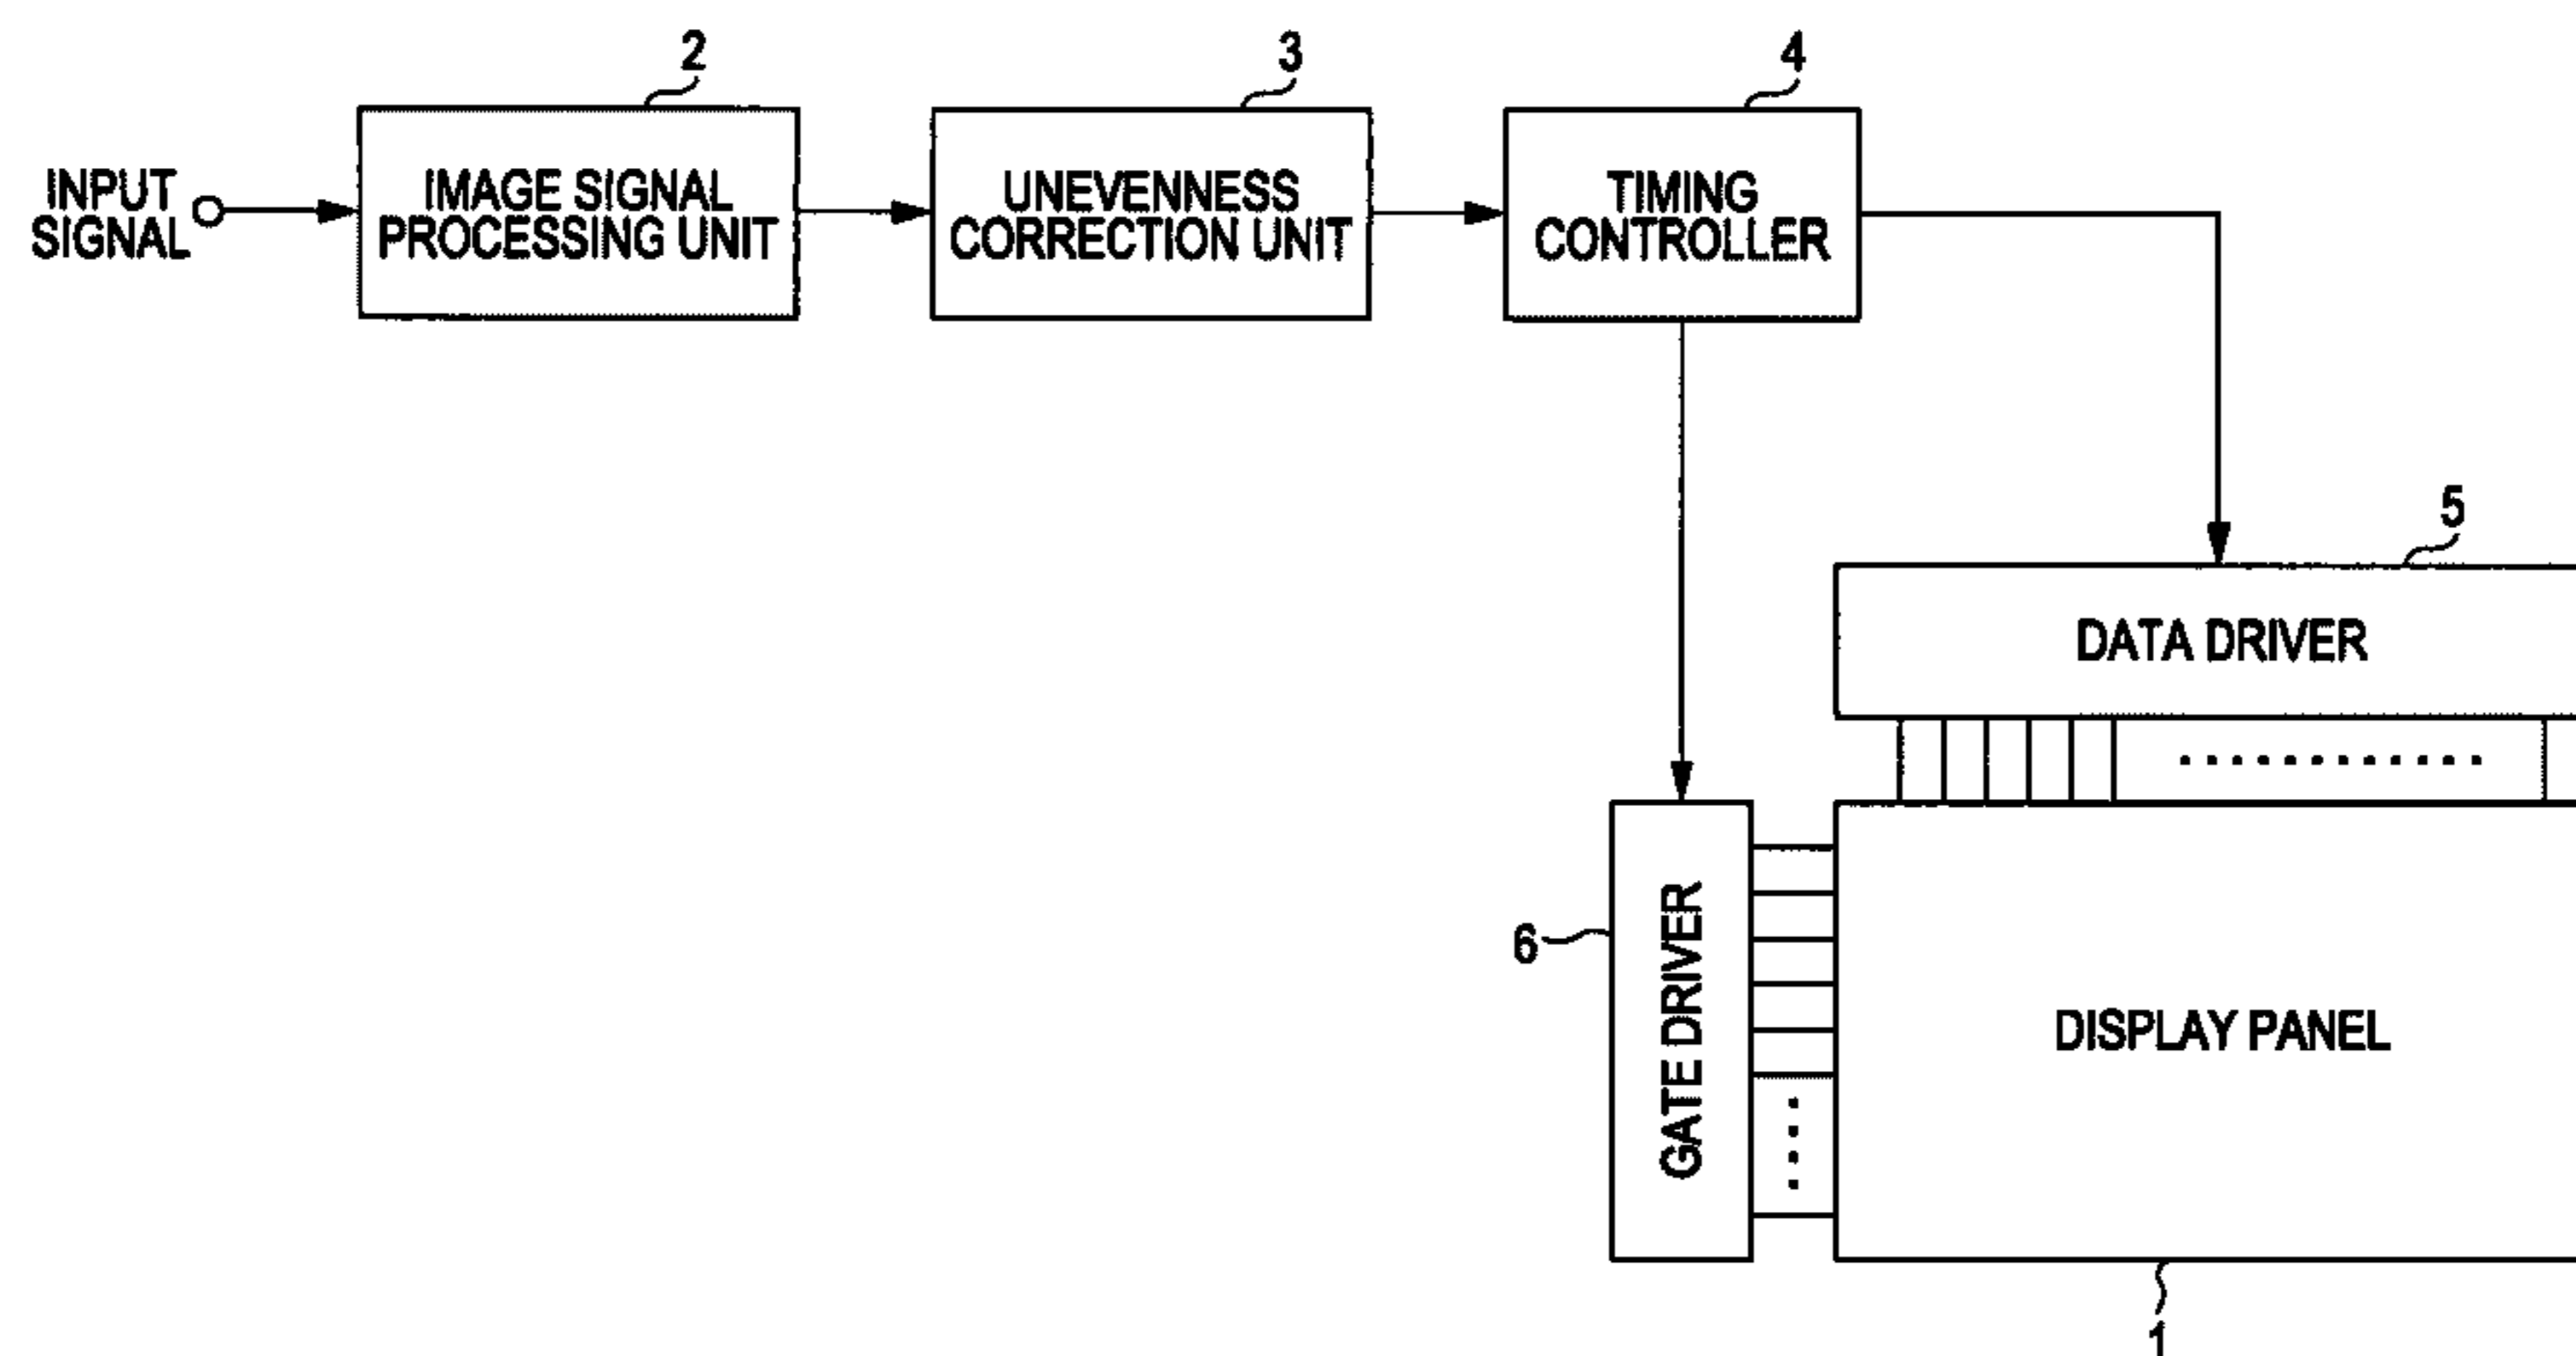 2
3
4
INPUT
SIGNAL
IMAGE SIGNAL
PROCESSING UNIT
UNEVENNESS
CORRECTION UNIT
TIMING
CONTROLLER
5
DATA DRIVER
6
GATE DRIVER
DISPLAY PANEL
1